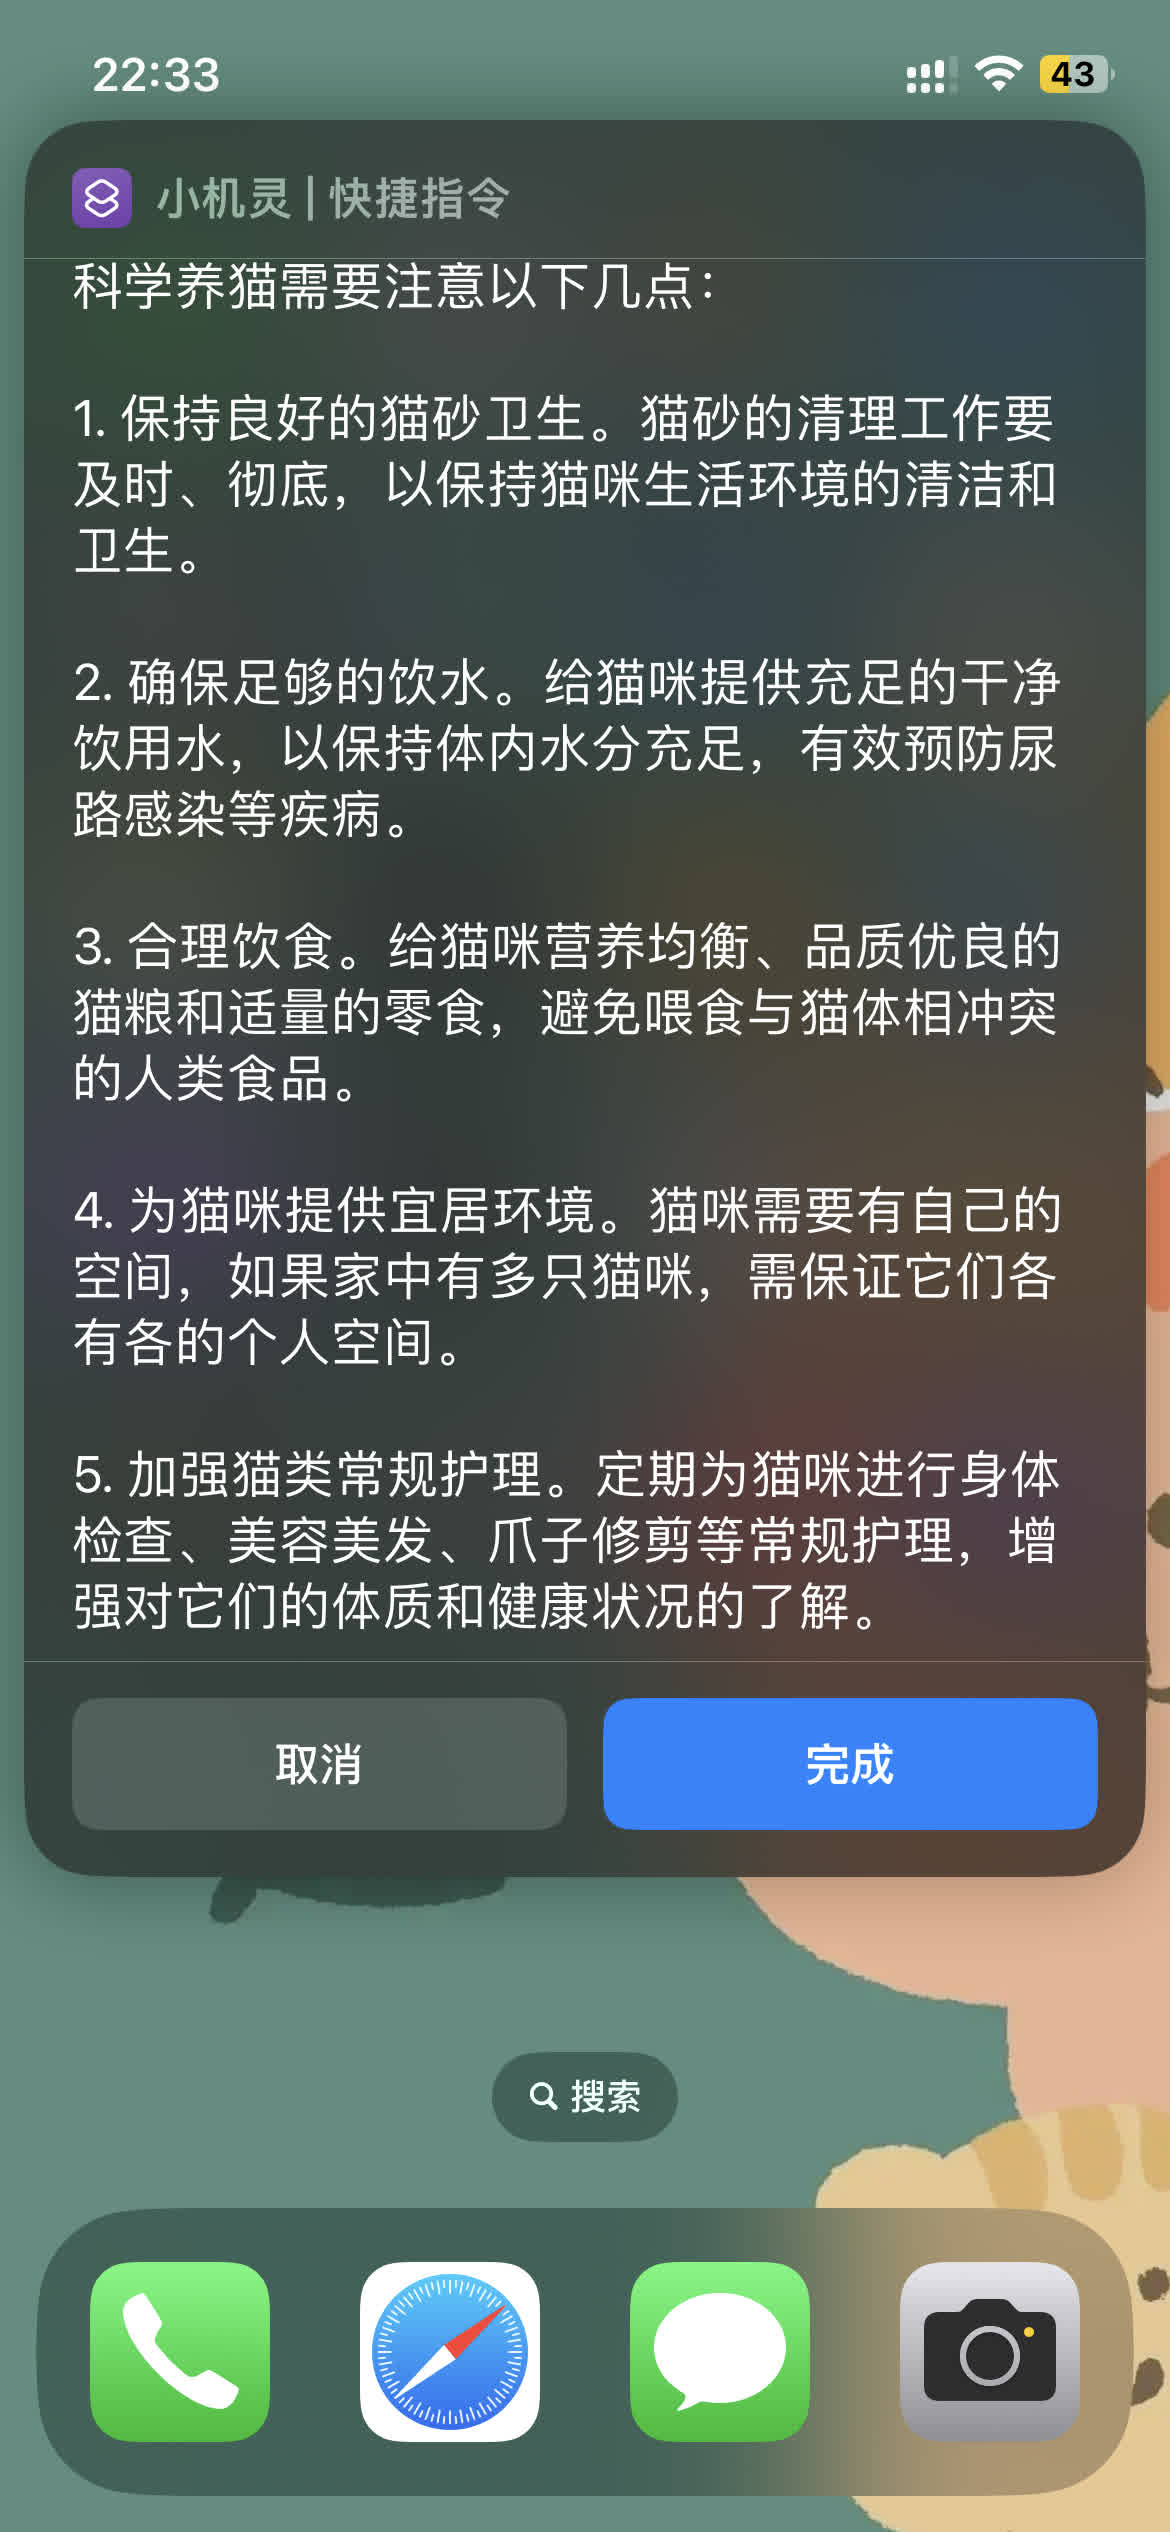 22:33
43
小机灵 | 快捷指令
科学养猫需要注意以下几点：
1. 保持良好的猫砂卫生。猫砂的清理工作要
及时、彻底，以保持猫咪生活环境的清洁和
卫生。
2. 确保足够的饮水。给猫咪提供充足的干净
饮用水，以保持体内水分充足，有效预防尿
路感染等疾病。
3. 合理饮食。给猫咪营养均衡、品质优良的
猫粮和适量的零食，避免喂食与猫体相冲突
的人类食品。
4. 为猫咪提供宜居环境。猫咪需要有自己的
空间，如果家中有多只猫咪，需保证它们各
有各的个人空间。
5. 加强猫类常规护理。定期为猫咪进行身体
检查、美容美发、爪子修剪等常规护理，增
强对它们的体质和健康状况的了解。
取消
完成
搜索